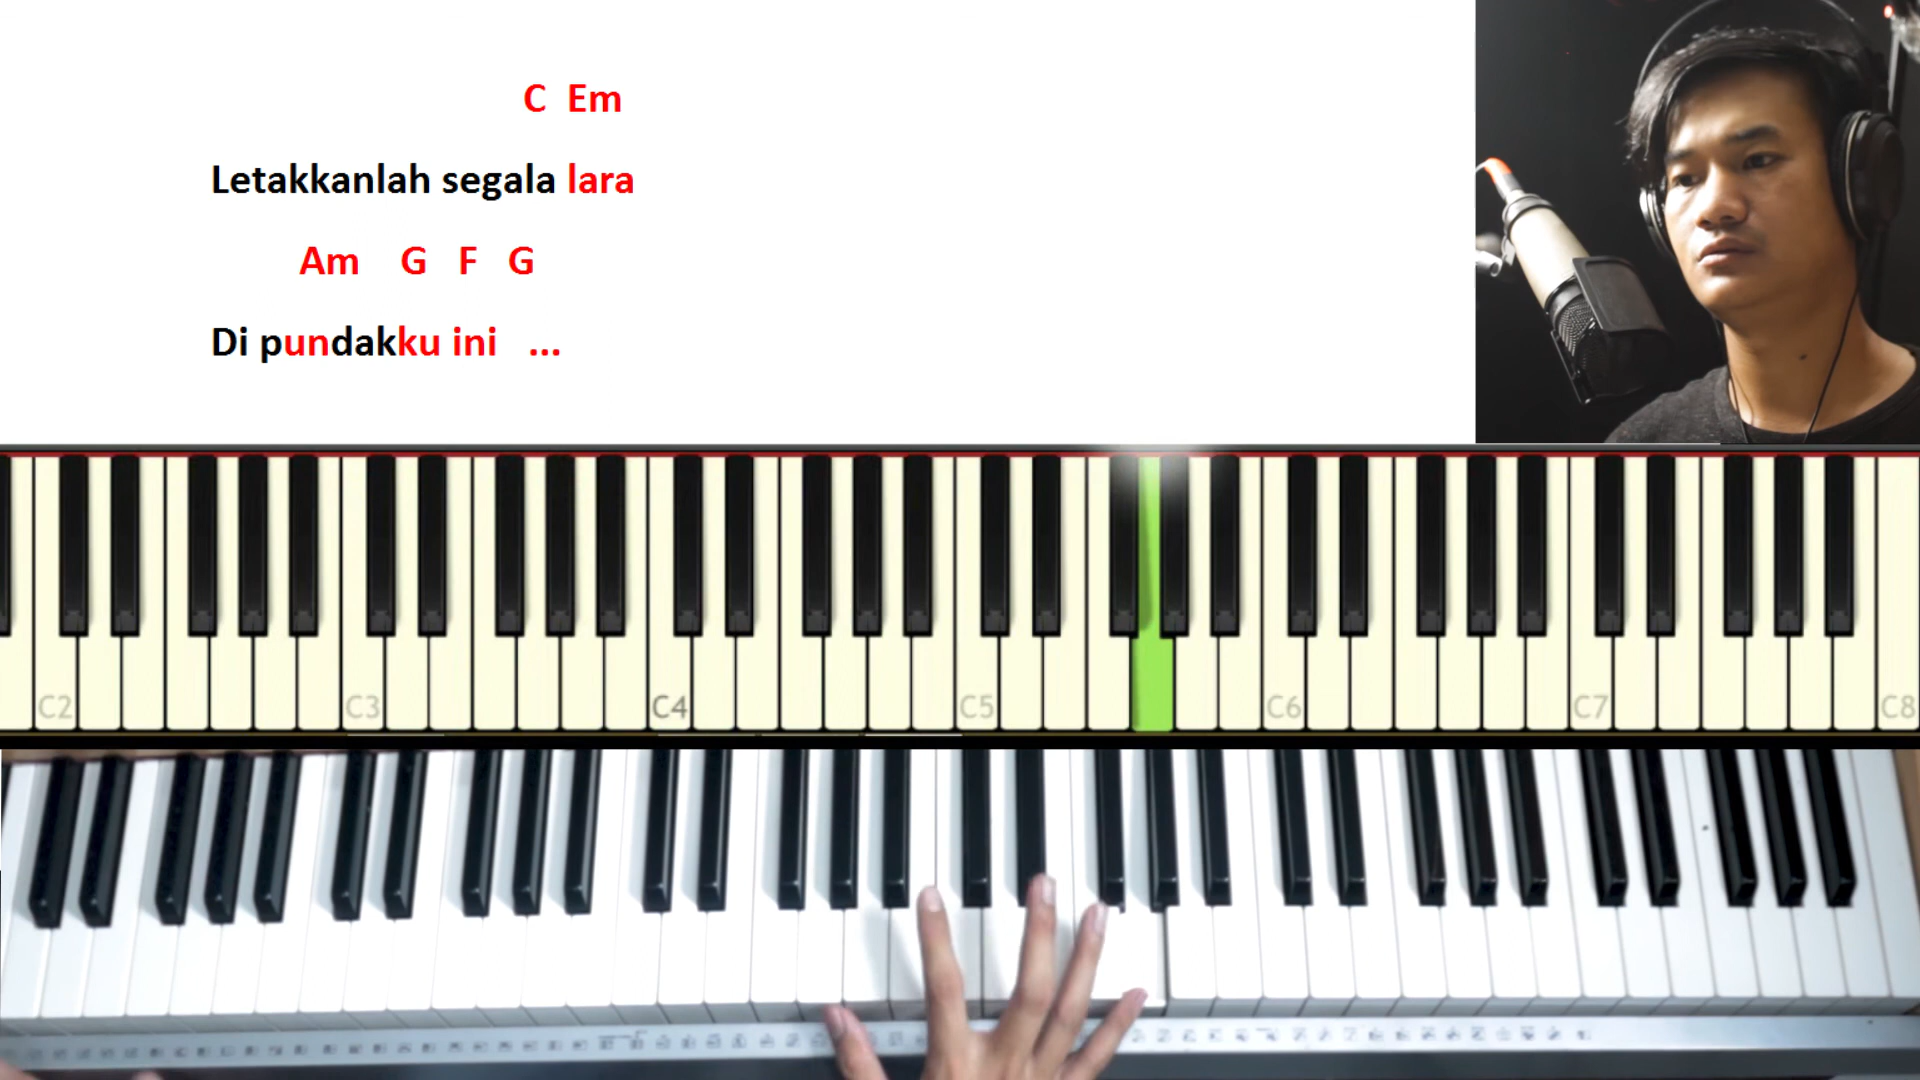 C Em
Letakkanlah segala lara
Am G F G
Di pundakku ini ...
C2 C3 C4 C5 C6 C7 C8